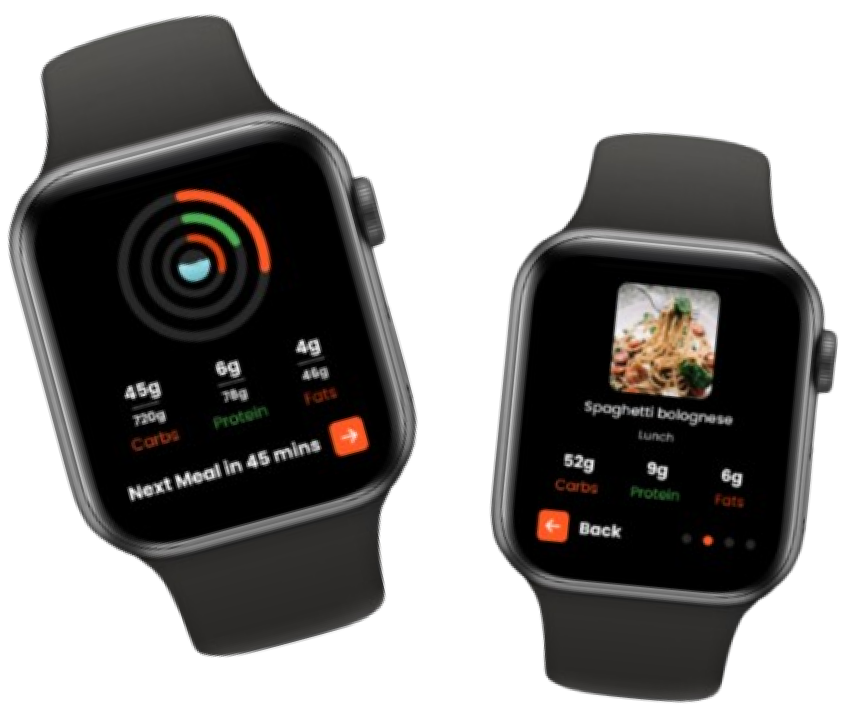 45g 6g 4g
720g 78g 46g
Carbs Protein Fats
Next Meal in 45 mins
Spaghetti bolognese
Lunch
52g 9g 6g
Carbs Protein Fats
Back